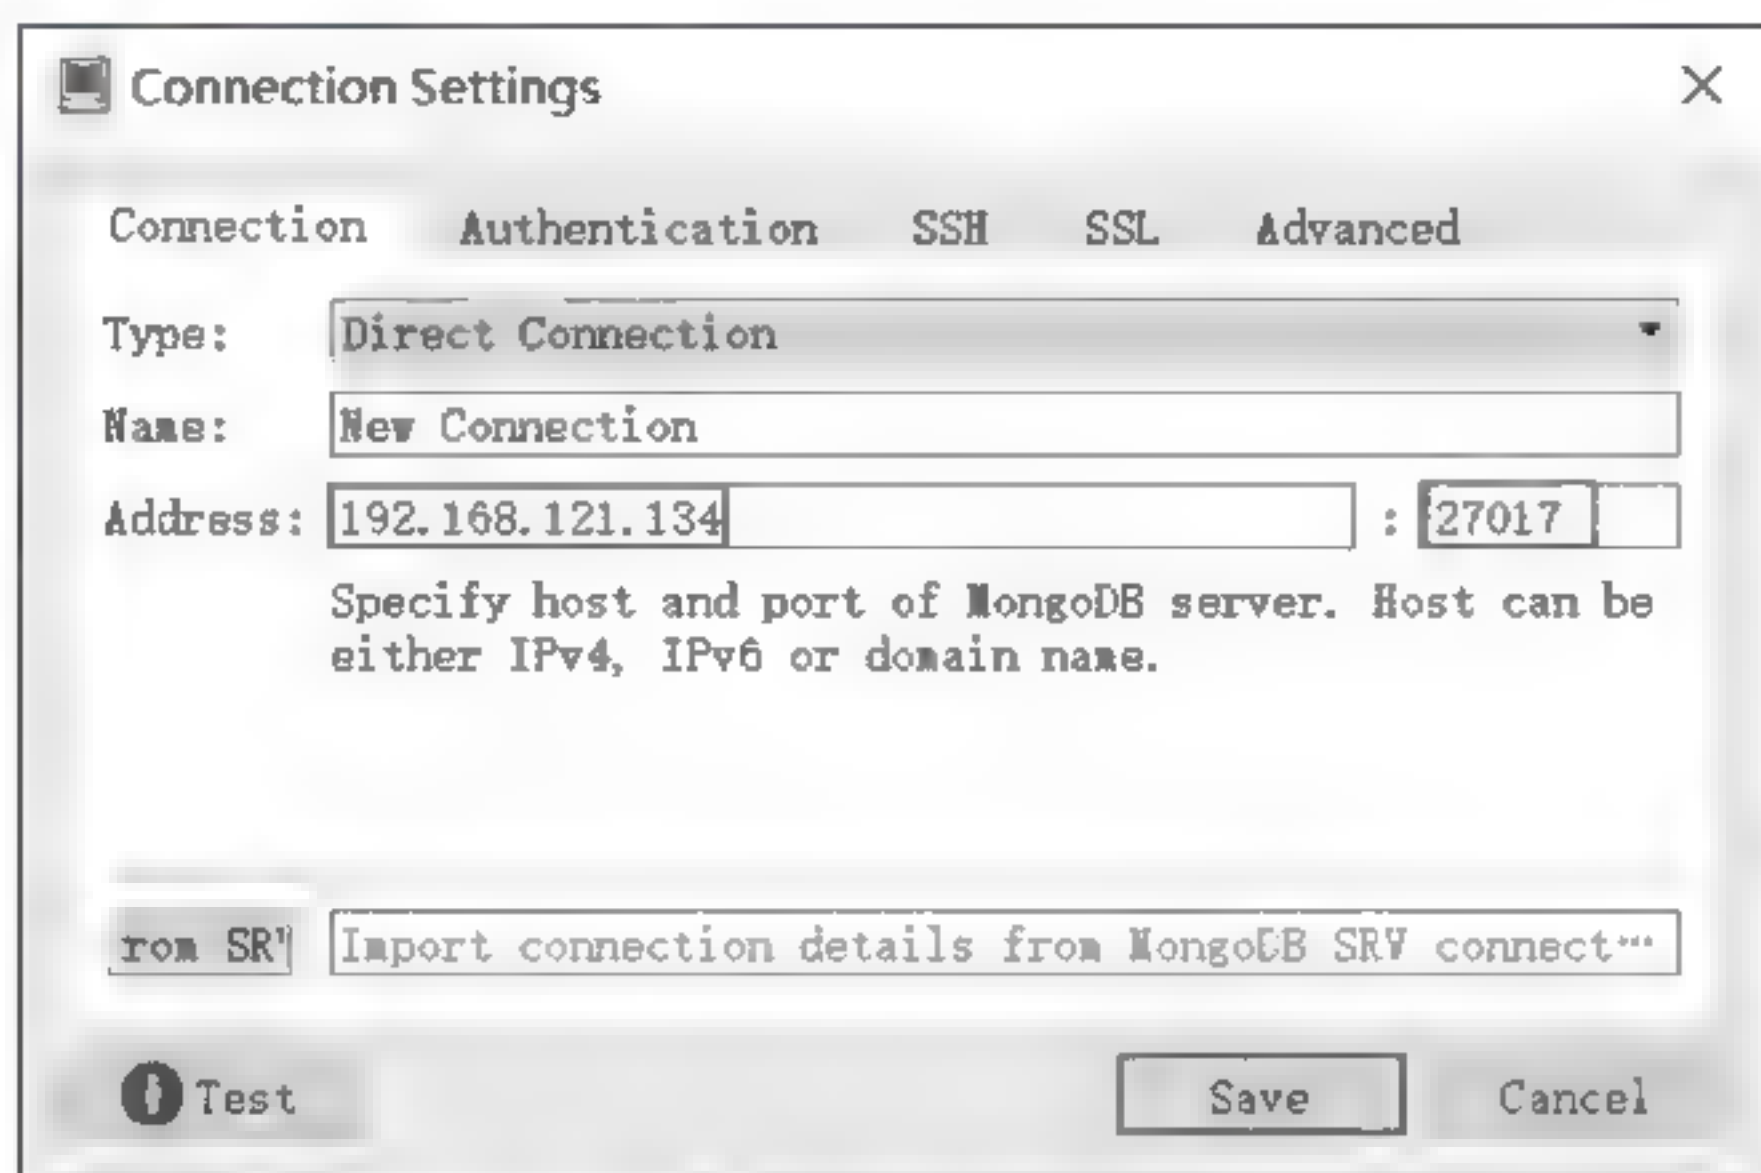 Connection Settings
Connection Authentication SSH SSL Advanced
Type: Direct Connection
Name: New Connection
Address: 192.168.121.134 : 27017
Specify host and port of MongoDB server. Host can be
either IPv4, IPv6 or domain name.
rom SRV Import connection details from MongoDB SRV connect…
Test Save Cancel